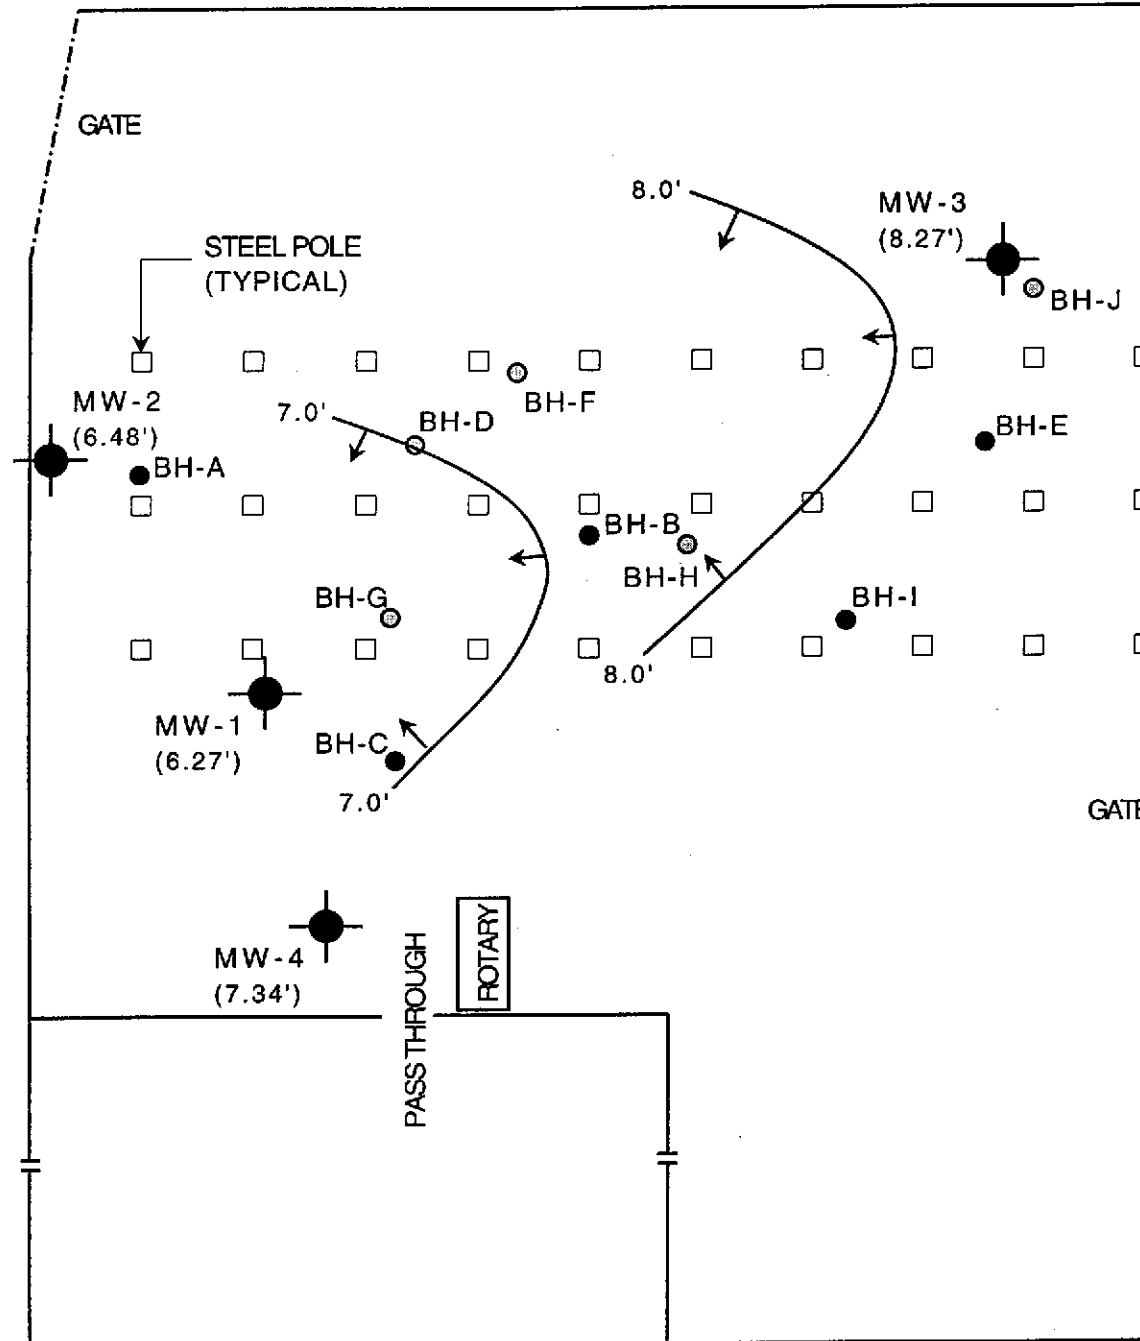 GATE
8.0'
MW-3
(8.27')
STEEL POLE
(TYPICAL)
BH-J
MW-2
(6.48')
7.0'
BH-D
BH-F
BH-E
BH-A
BH-B
BH-H
BH-G
BH-I
8.0'
MW-1
(6.27')
BH-C
7.0'
GATE
MW-4
(7.34')
PASS THROUGH
ROTARY